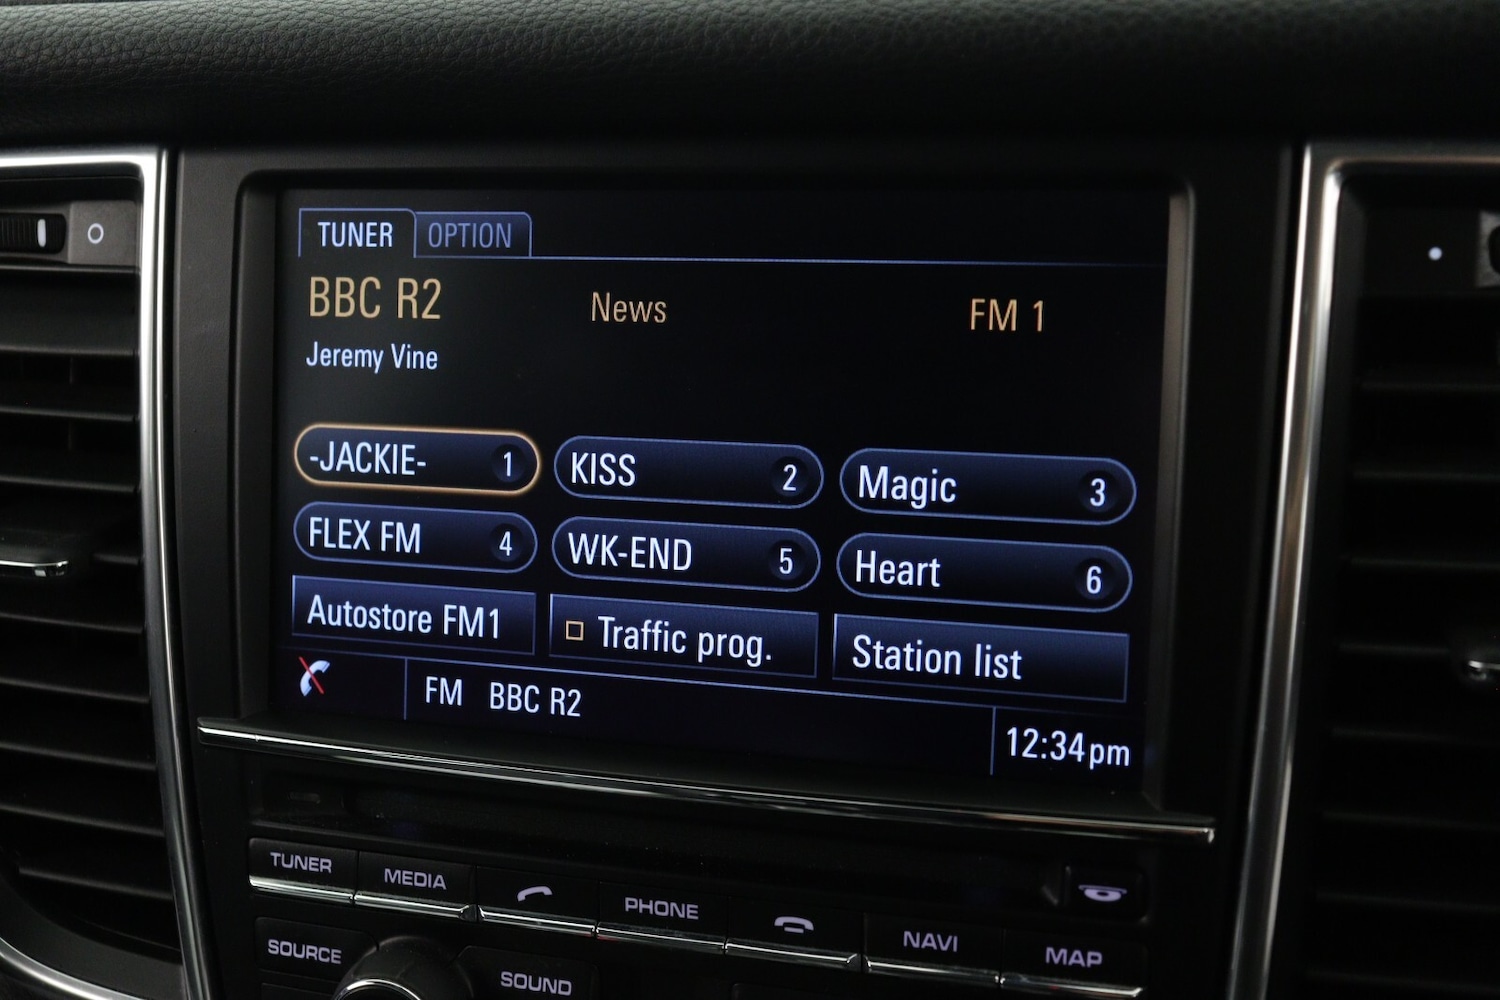 TUNER OPTION
BBC R2 News FM 1
Jeremy Vine
-JACKIE- 1 KISS 2 Magic 3
FLEX FM 4 WK-END 5 Heart 6
Autostore FM1 Traffic prog. Station list
FM BBC R2 12:34pm
TUNER MEDIA PHONE NAVI MAP
SOURCE SOUND